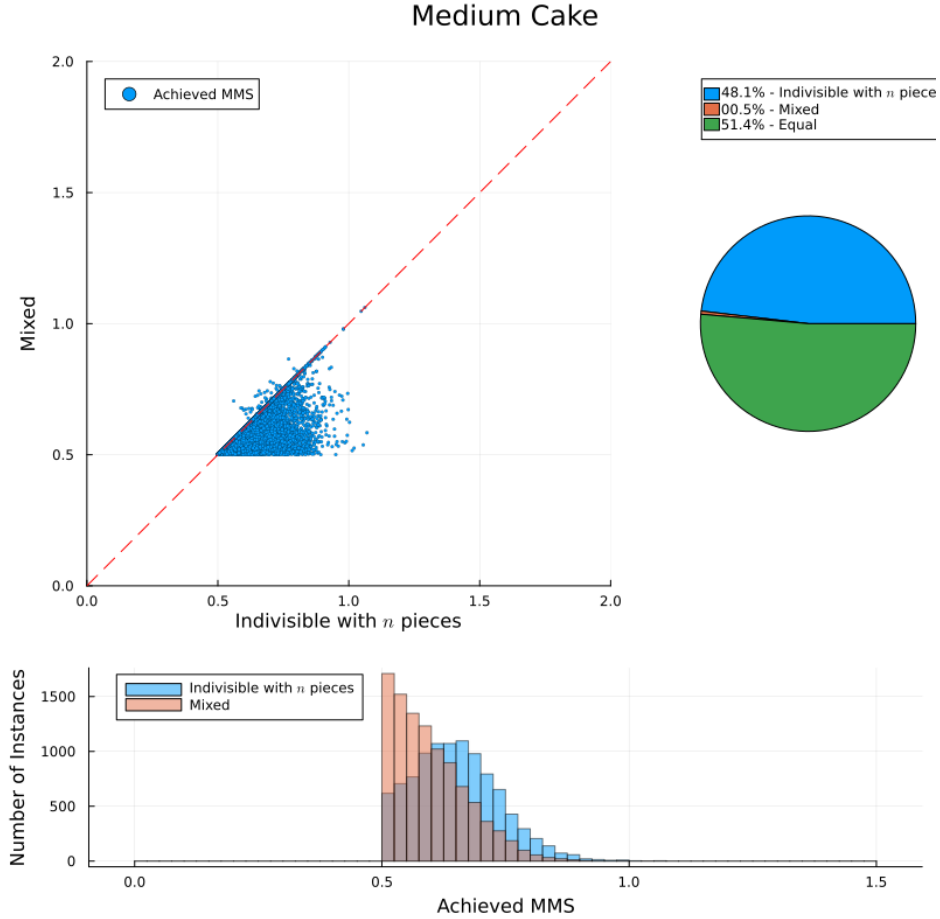 Medium Cake
2.0
1.5
1.0
0.5
0.0
Mixed
Achieved MMS
0.0
0.5
1.0
1.5
2.0
Indivisible with n pieces
48.1% - Indivisible with n piece
00.5% - Mixed
51.4% - Equal
Number of Instances
1500
1000
500
0
Indivisible with n pieces
Mixed
0.0
0.5
1.0
1.5
Achieved MMS